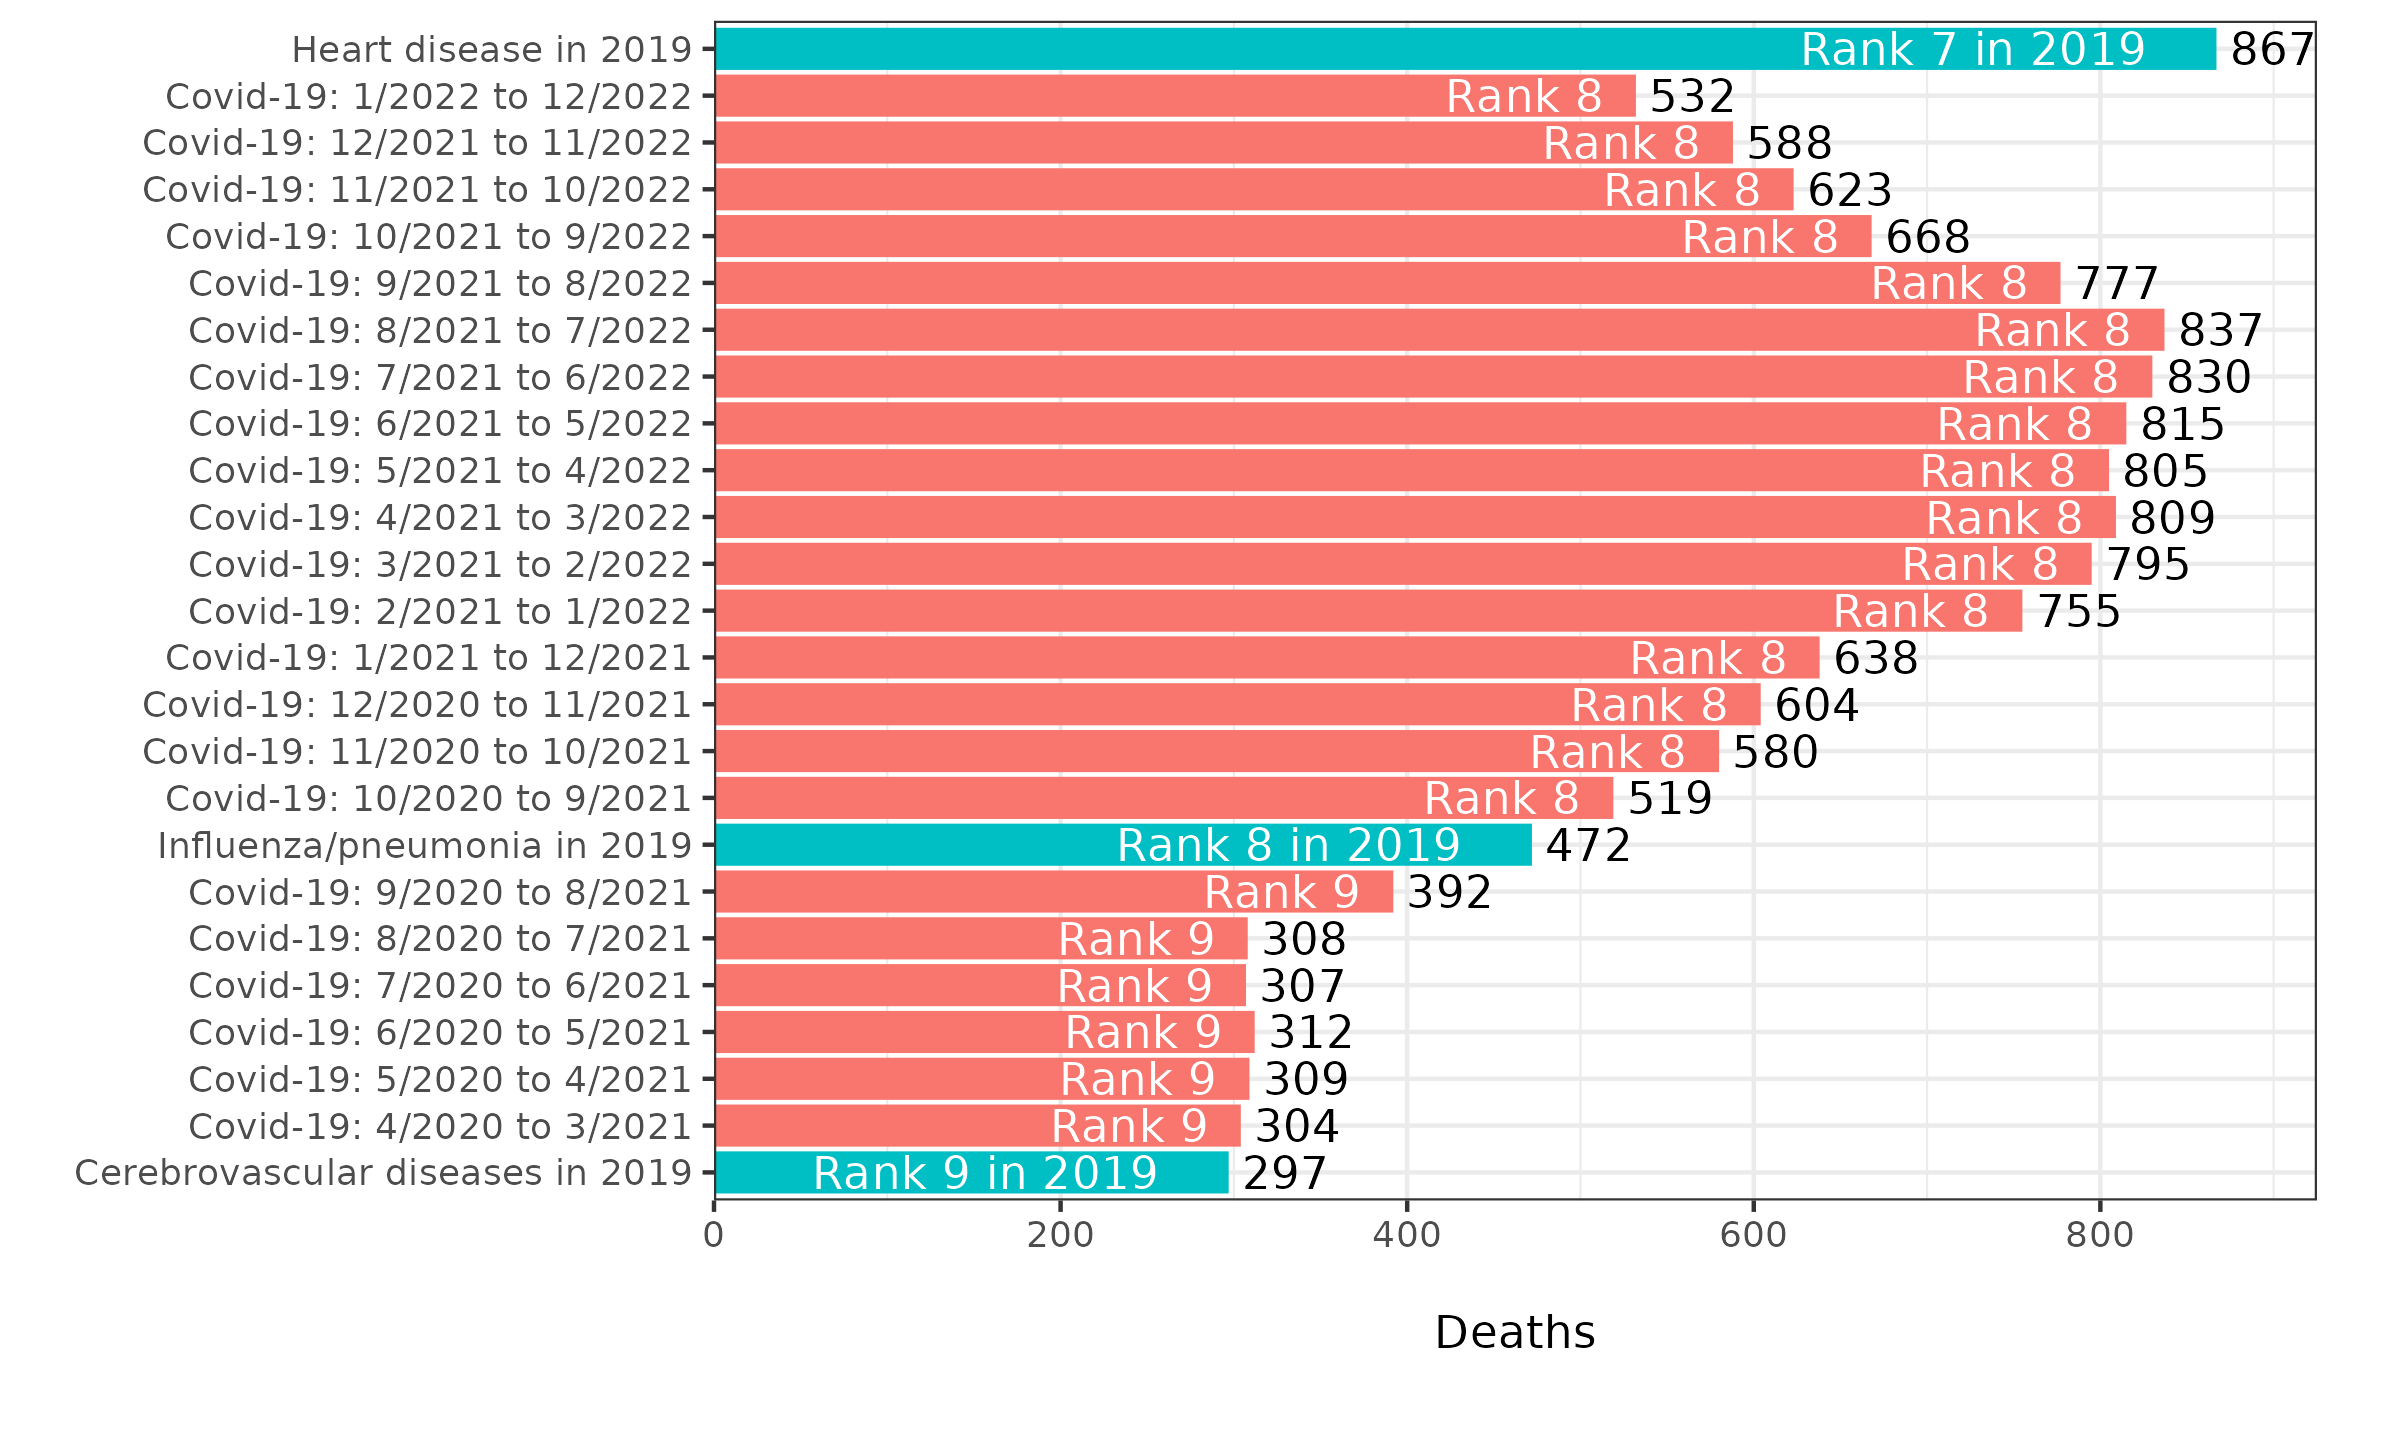 Heart disease in 2019 Rank 7 in 2019 867
Covid-19: 1/2022 to 12/2022 Rank 8 532
Covid-19: 12/2021 to 11/2022 Rank 8 588
Covid-19: 11/2021 to 10/2022 Rank 8 623
Covid-19: 10/2021 to 9/2022 Rank 8 668
Covid-19: 9/2021 to 8/2022 Rank 8 777
Covid-19: 8/2021 to 7/2022 Rank 8 837
Covid-19: 7/2021 to 6/2022 Rank 8 830
Covid-19: 6/2021 to 5/2022 Rank 8 815
Covid-19: 5/2021 to 4/2022 Rank 8 805
Covid-19: 4/2021 to 3/2022 Rank 8 809
Covid-19: 3/2021 to 2/2022 Rank 8 795
Covid-19: 2/2021 to 1/2022 Rank 8 755
Covid-19: 1/2021 to 12/2021 Rank 8 638
Covid-19: 12/2020 to 11/2021 Rank 8 604
Covid-19: 11/2020 to 10/2021 Rank 8 580
Covid-19: 10/2020 to 9/2021 Rank 8 519
Influenza/pneumonia in 2019 Rank 8 in 2019 472
Covid-19: 9/2020 to 8/2021 Rank 9 392
Covid-19: 8/2020 to 7/2021 Rank 9 308
Covid-19: 7/2020 to 6/2021 Rank 9 307
Covid-19: 6/2020 to 5/2021 Rank 9 312
Covid-19: 5/2020 to 4/2021 Rank 9 309
Covid-19: 4/2020 to 3/2021 Rank 9 304
Cerebrovascular diseases in 2019 Rank 9 in 2019 297
0 200 400 600 800
Deaths